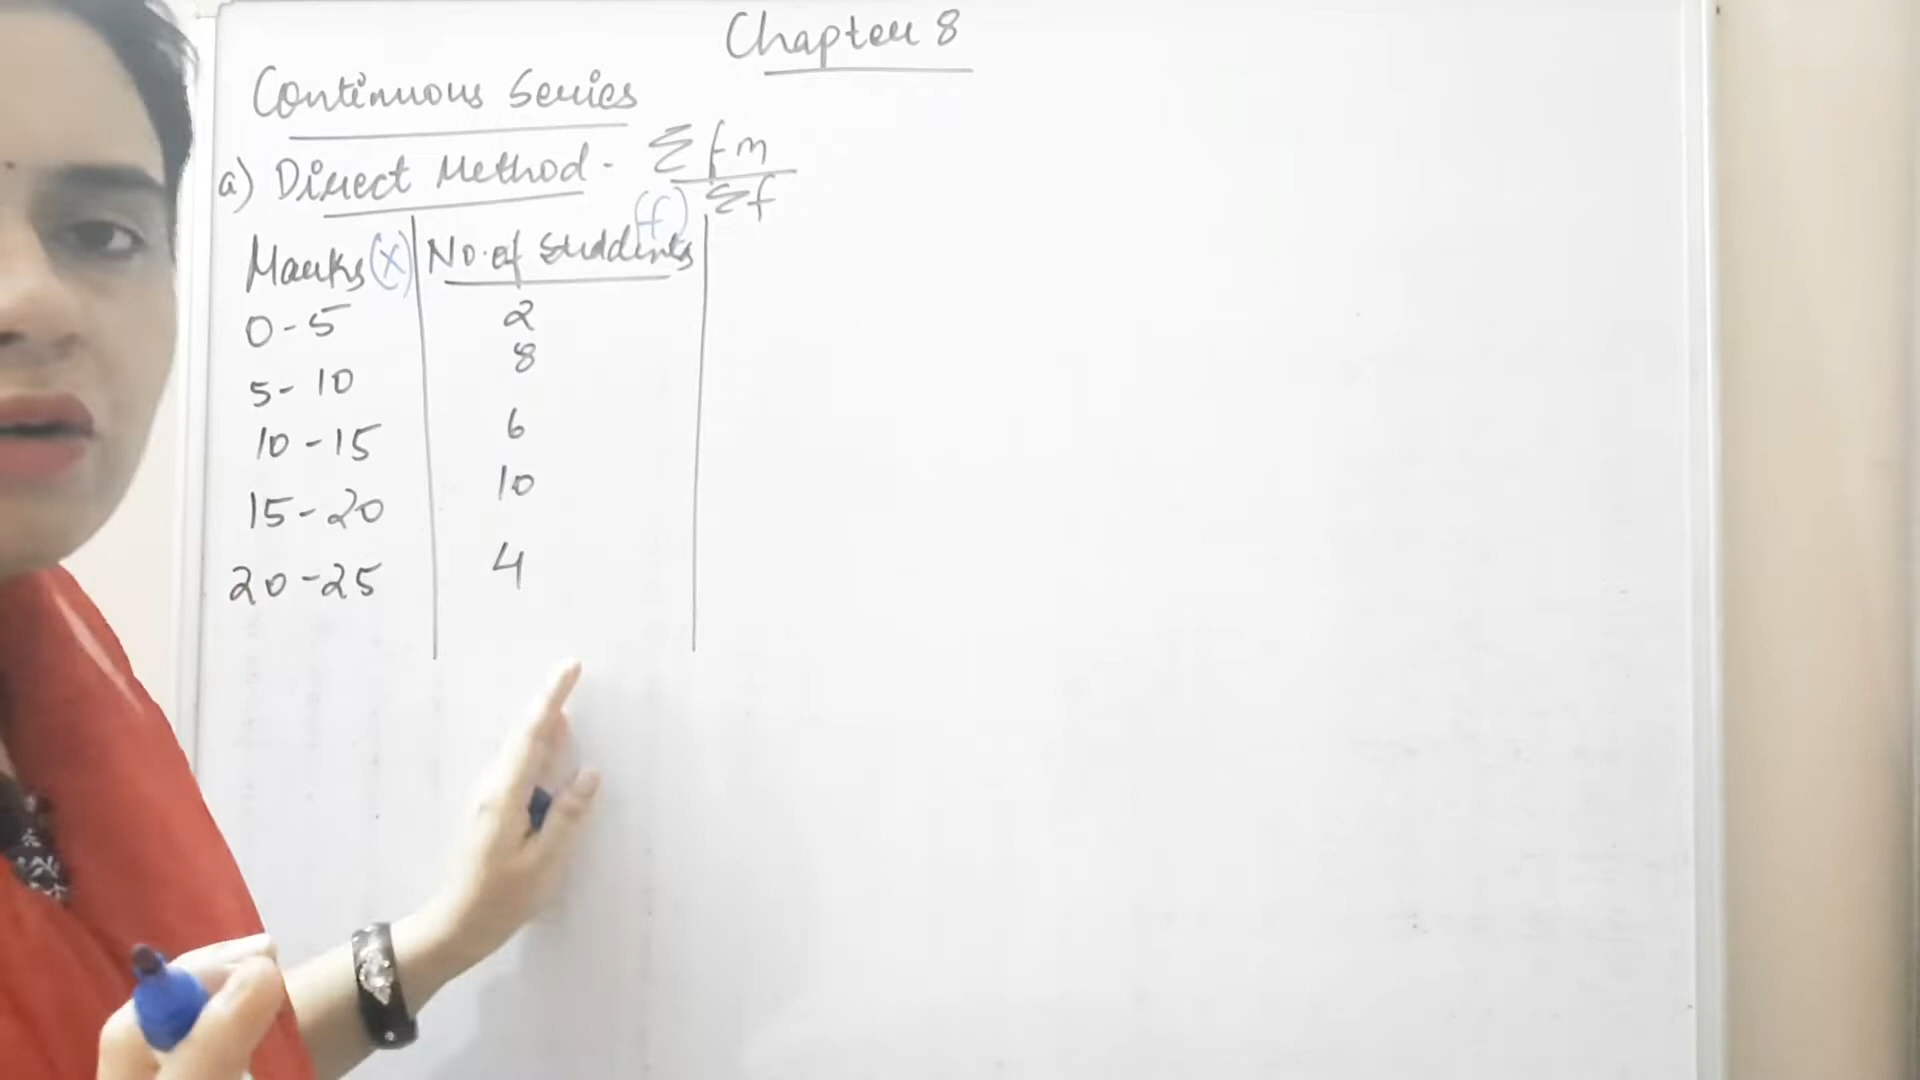 Chapter 8
Continuous Series
a) Direct Method - Σfm
Σf
Marks (X) No. of Students (f)
0-5 2
5-10 8
10-15 6
15-20 10
20-25 4